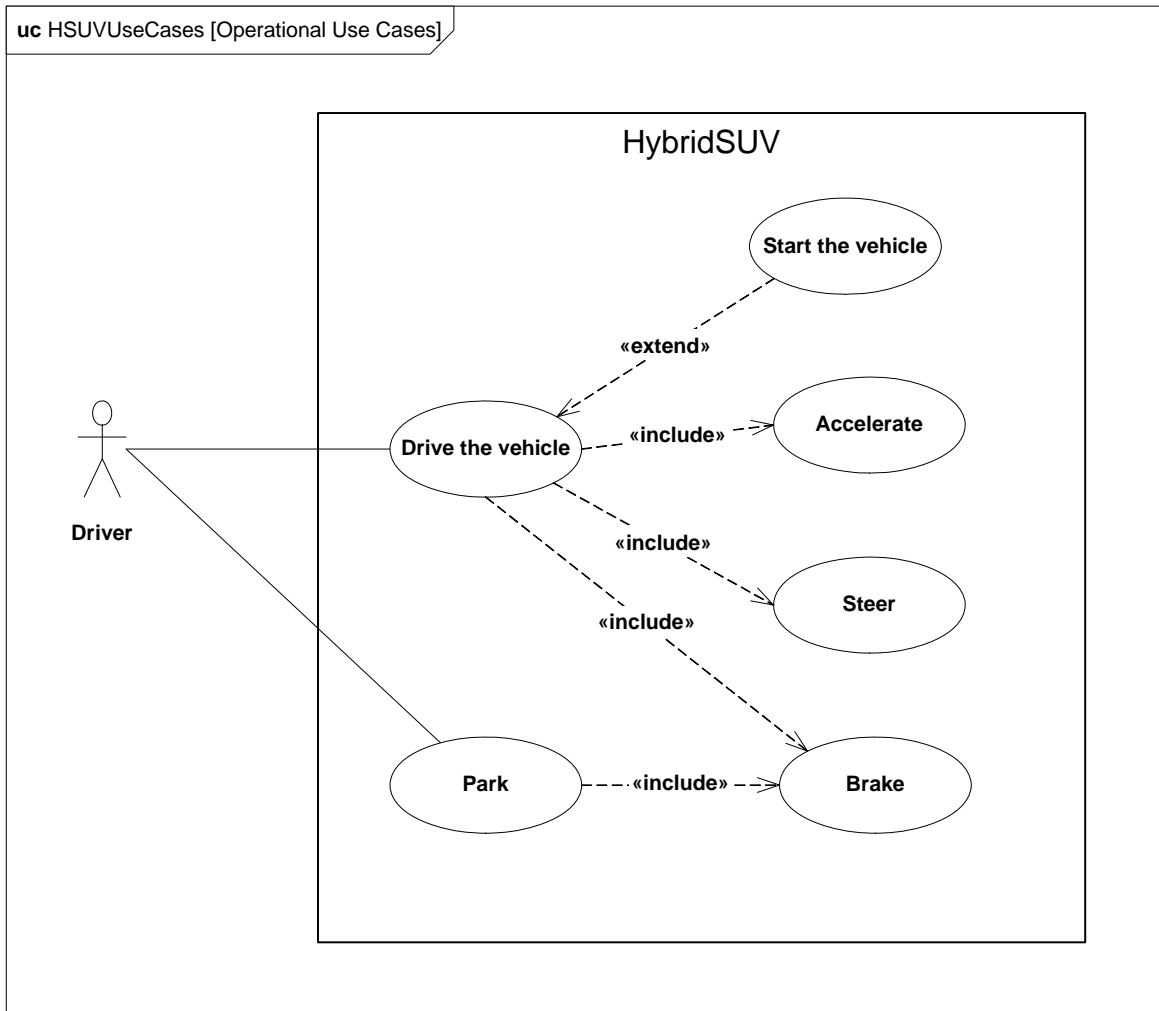 uc HSUVUseCases [Operational Use Cases]
HybridSUV
Start the vehicle
«extend»
Accelerate
«include»
Drive the vehicle
Driver
«include»
Steer
«include»
Park
«include»
Brake